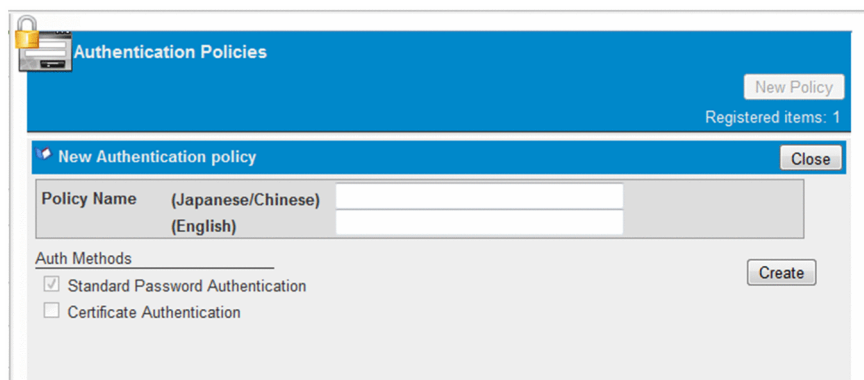 Authentication Policies
New Policy
Registered items: 1
New Authentication policy
Close
Policy Name (Japanese/Chinese)
(English)
Auth Methods
Create
Standard Password Authentication
Certificate Authentication